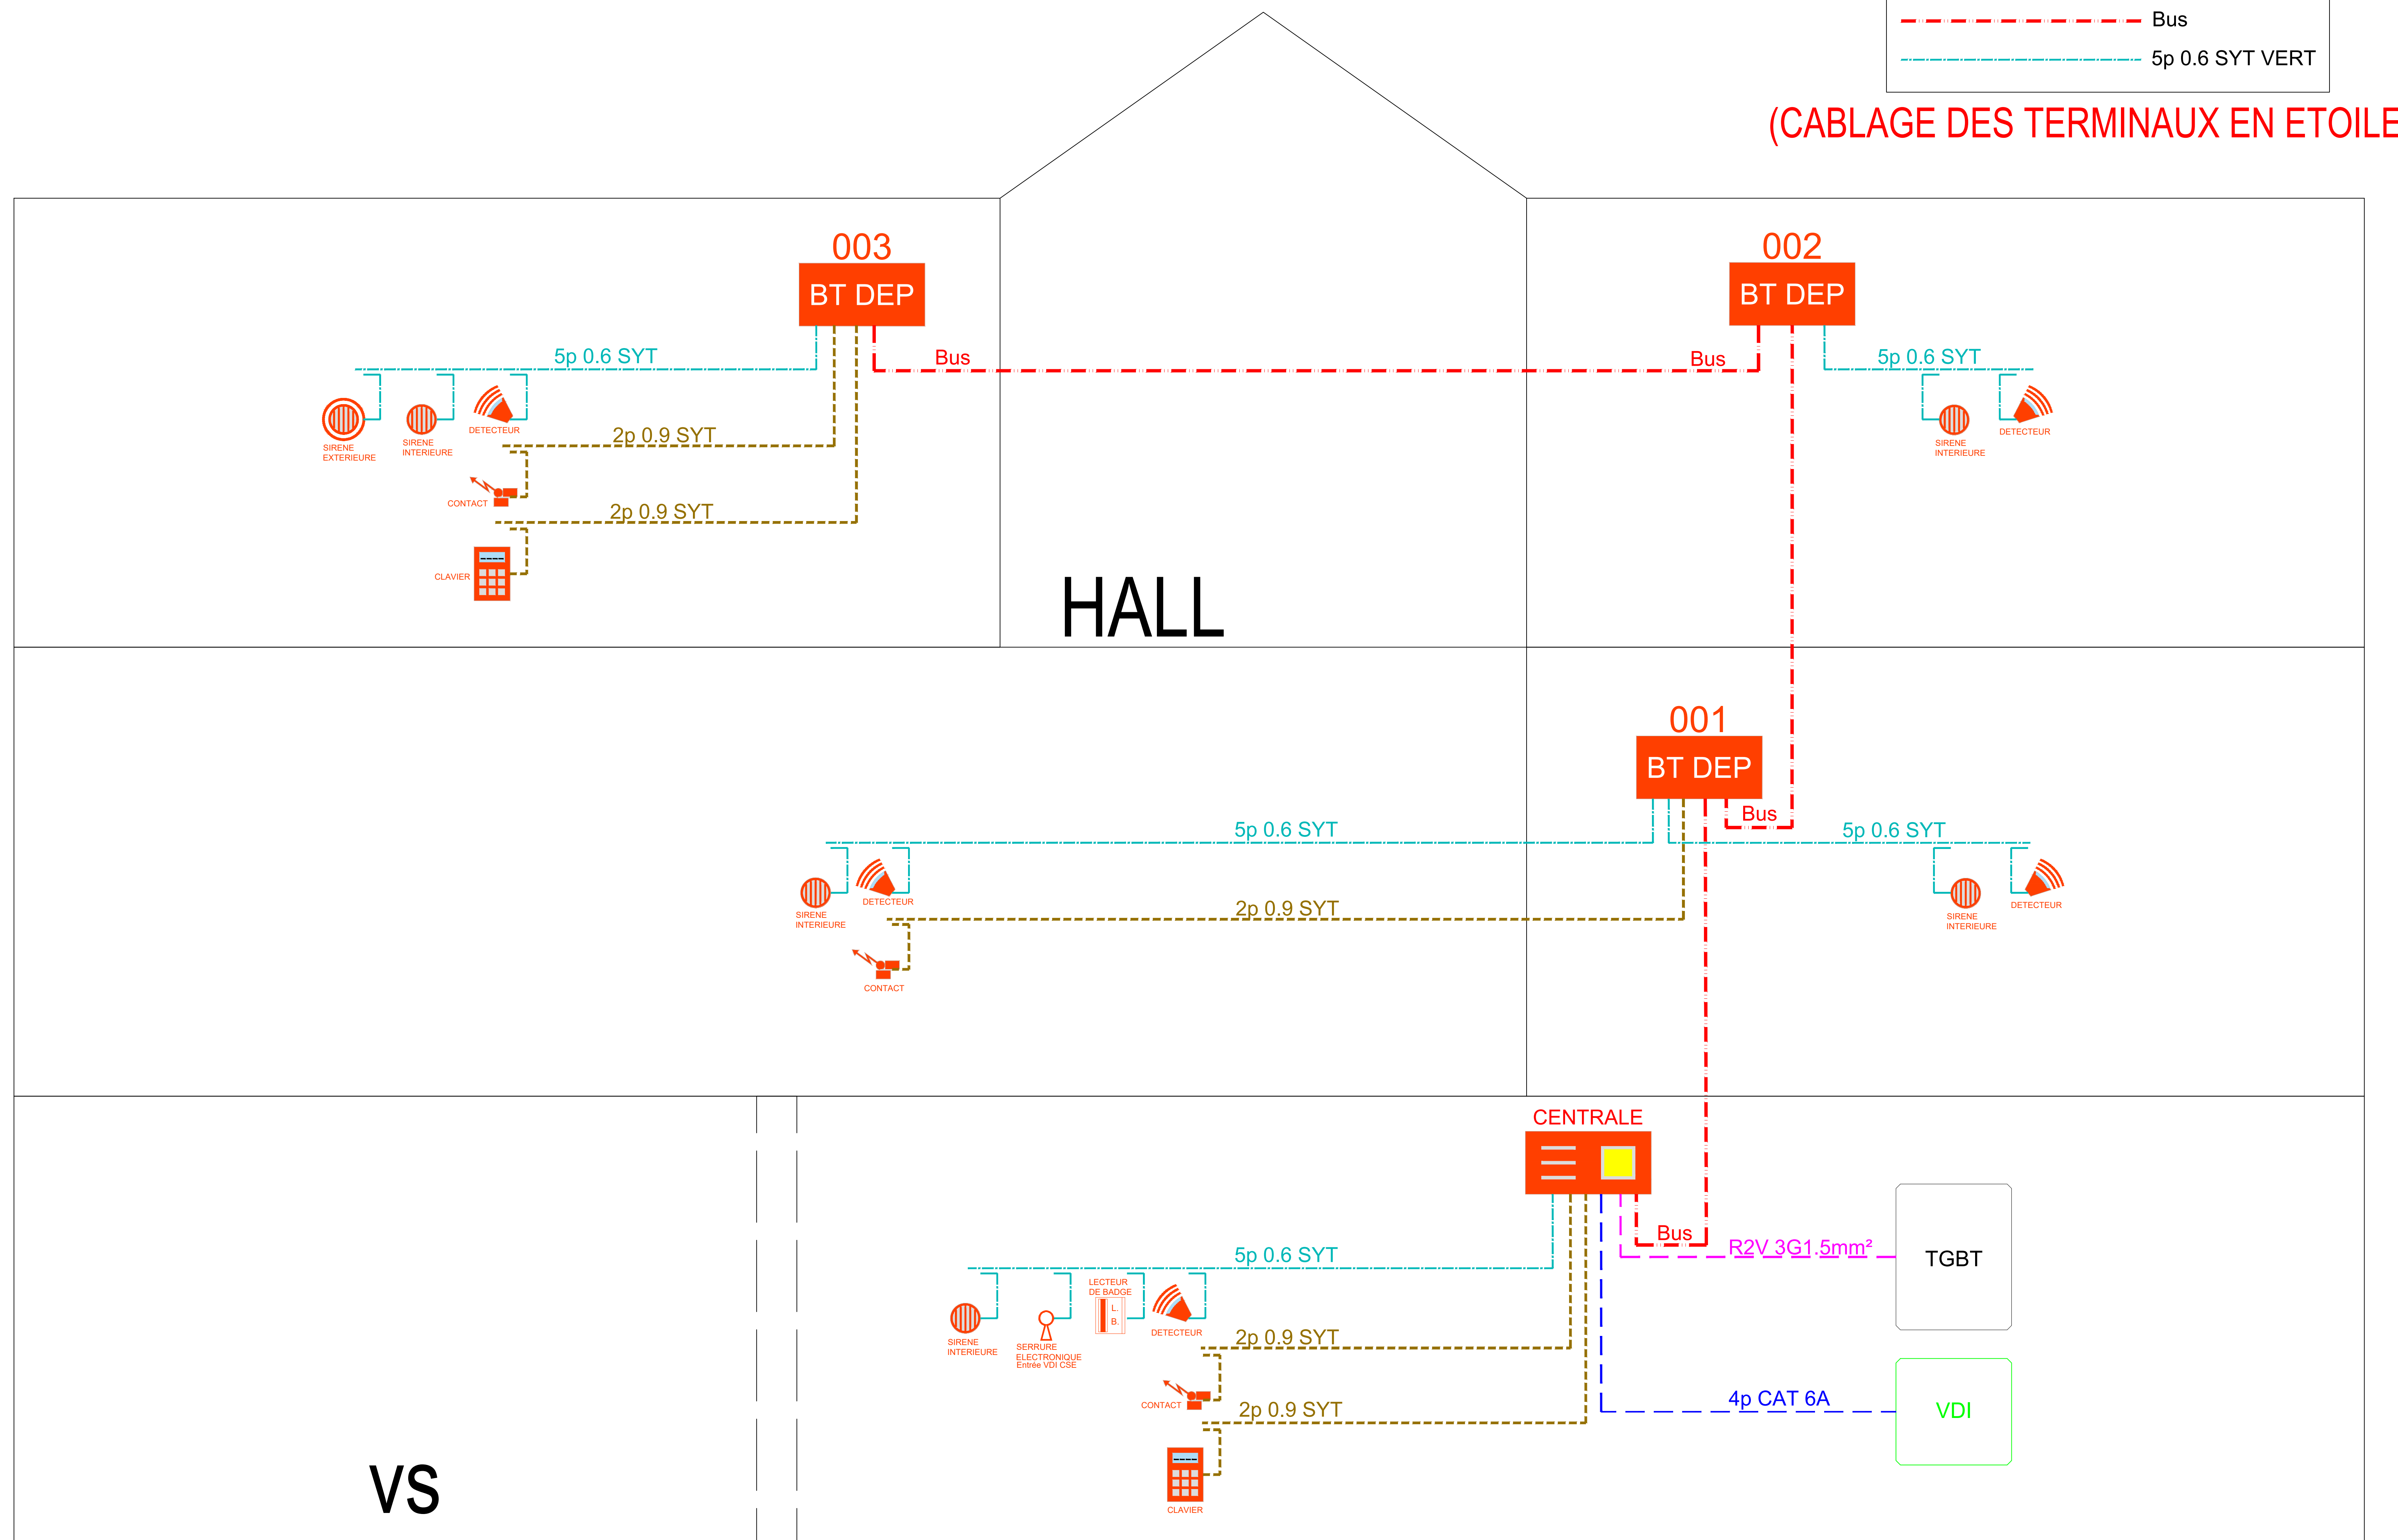 Bus
5p 0.6 SYT VERT
(CABLAGE DES TERMINAUX EN ETOILE
003
BT DEP
002
BT DEP
5p 0.6 SYT
Bus
Bus
5p 0.6 SYT
SIRENE
EXTERIEURE
SIRENE
INTERIEURE
DETECTEUR
2p 0.9 SYT
SIRENE
INTERIEURE
DETECTEUR
CONTACT
2p 0.9 SYT
CLAVIER
HALL
001
BT DEP
Bus
5p 0.6 SYT
5p 0.6 SYT
SIRENE
INTERIEURE
DETECTEUR
2p 0.9 SYT
SIRENE
INTERIEURE
DETECTEUR
CONTACT
CENTRALE
Bus
R2V 3G1.5mm²
TGBT
5p 0.6 SYT
SIRENE
INTERIEURE
SERRURE
ELECTRONIQUE
Entrée VDI CSE
LECTEUR
DE BADGE
L.
B.
DETECTEUR
2p 0.9 SYT
CONTACT
2p 0.9 SYT
4p CAT 6A
VDI
CLAVIER
VS